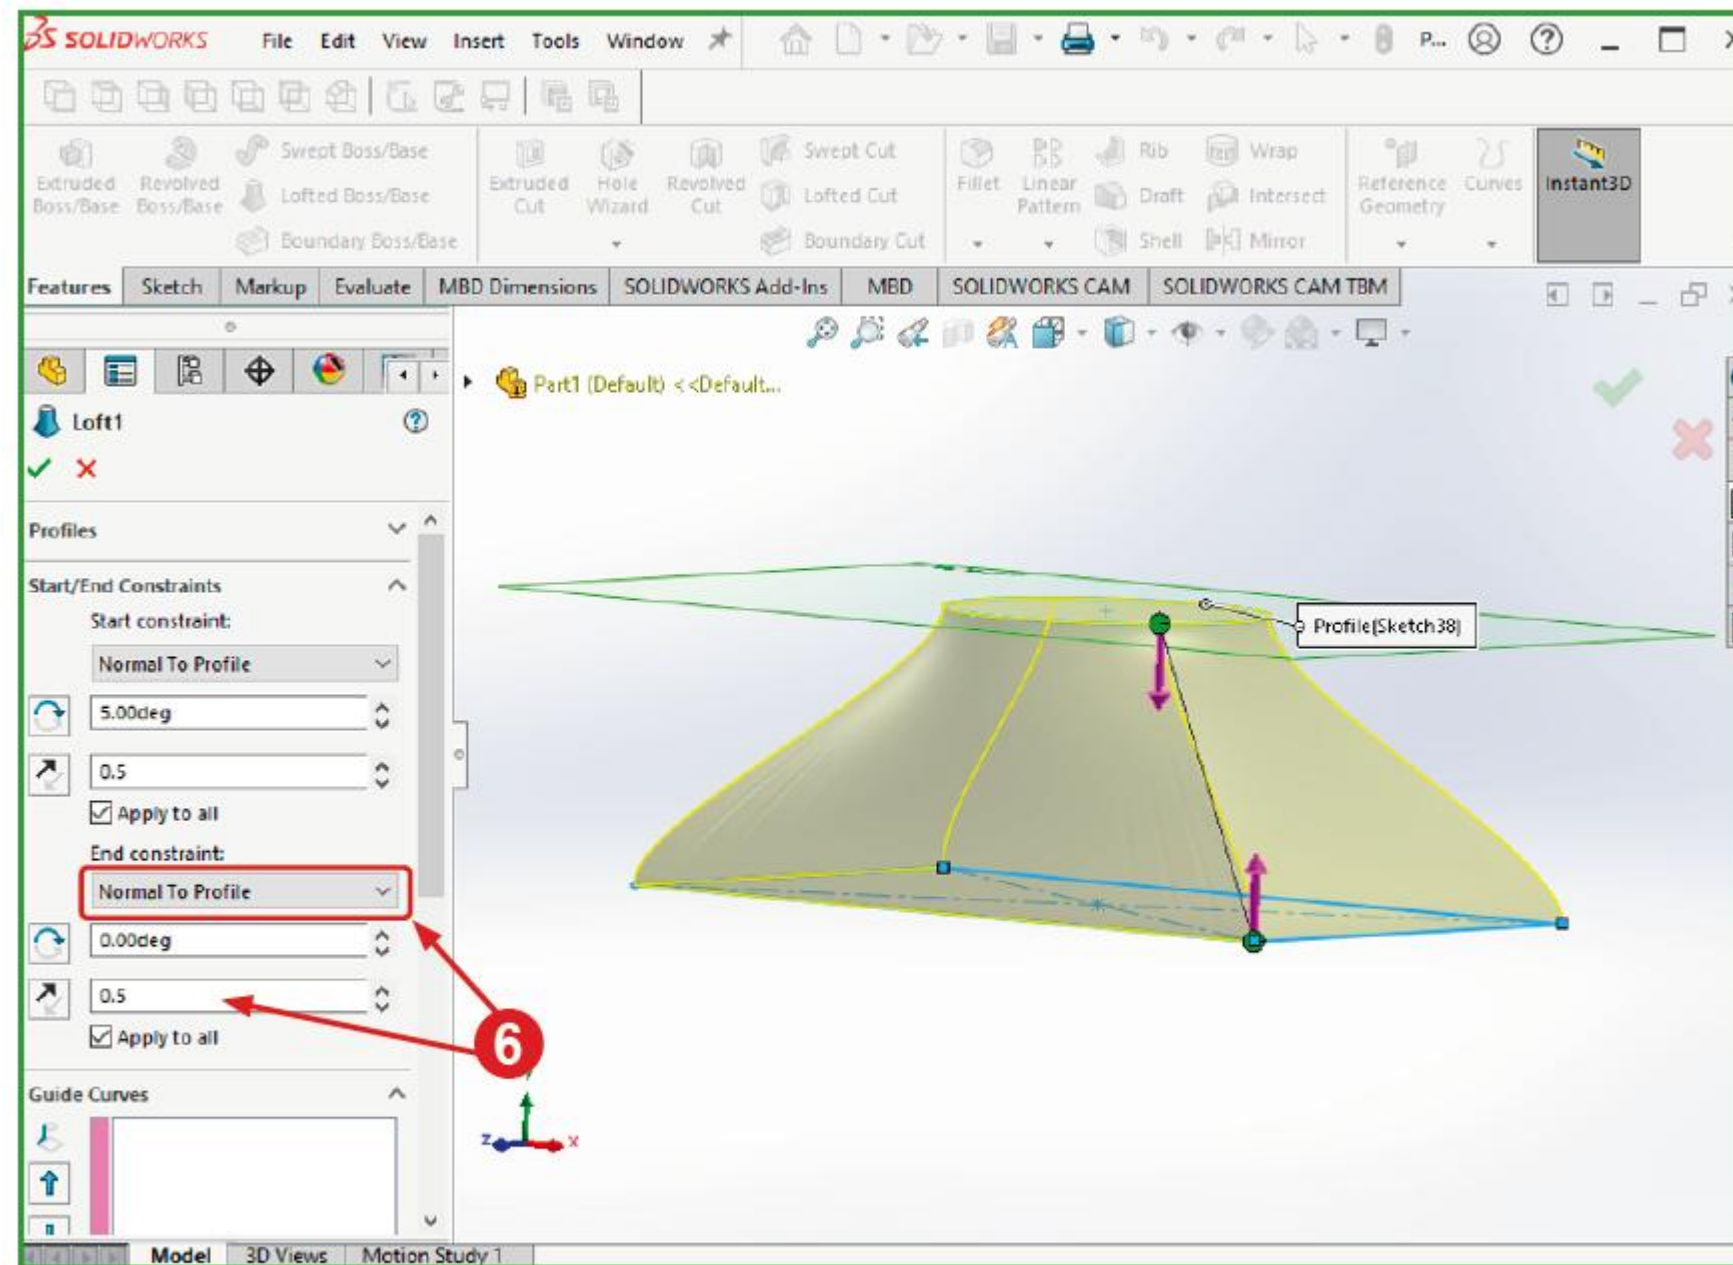 SOLIDWORKS File Edit View Insert Tools Window P...
Extruded Boss/Base
Revolved Boss/Base
Swept Boss/Base
Lofted Boss/Base
Boundary Boss/Base
Extruded Cut
Hole Wizard
Revolved Cut
Swept Cut
Lofted Cut
Boundary Cut
Fillet
Linear Pattern
Rib
Draft
Shell
Wrap
Intersect
Mirror
Reference Geometry
Curves
Instant3D
Features Sketch Markup Evaluate MBD Dimensions SOLIDWORKS Add-Ins MBD SOLIDWORKS CAM SOLIDWORKS CAM TBM
Part1 (Default) <<Default...
Loft1
Profiles
Start/End Constraints
Start constraint:
Normal To Profile
5.00deg
0.5
Apply to all
End constraint:
Normal To Profile
0.00deg
0.5
Apply to all
Guide Curves
Profile(Sketch38)
6
Z X
Model 3D Views Motion Study 1